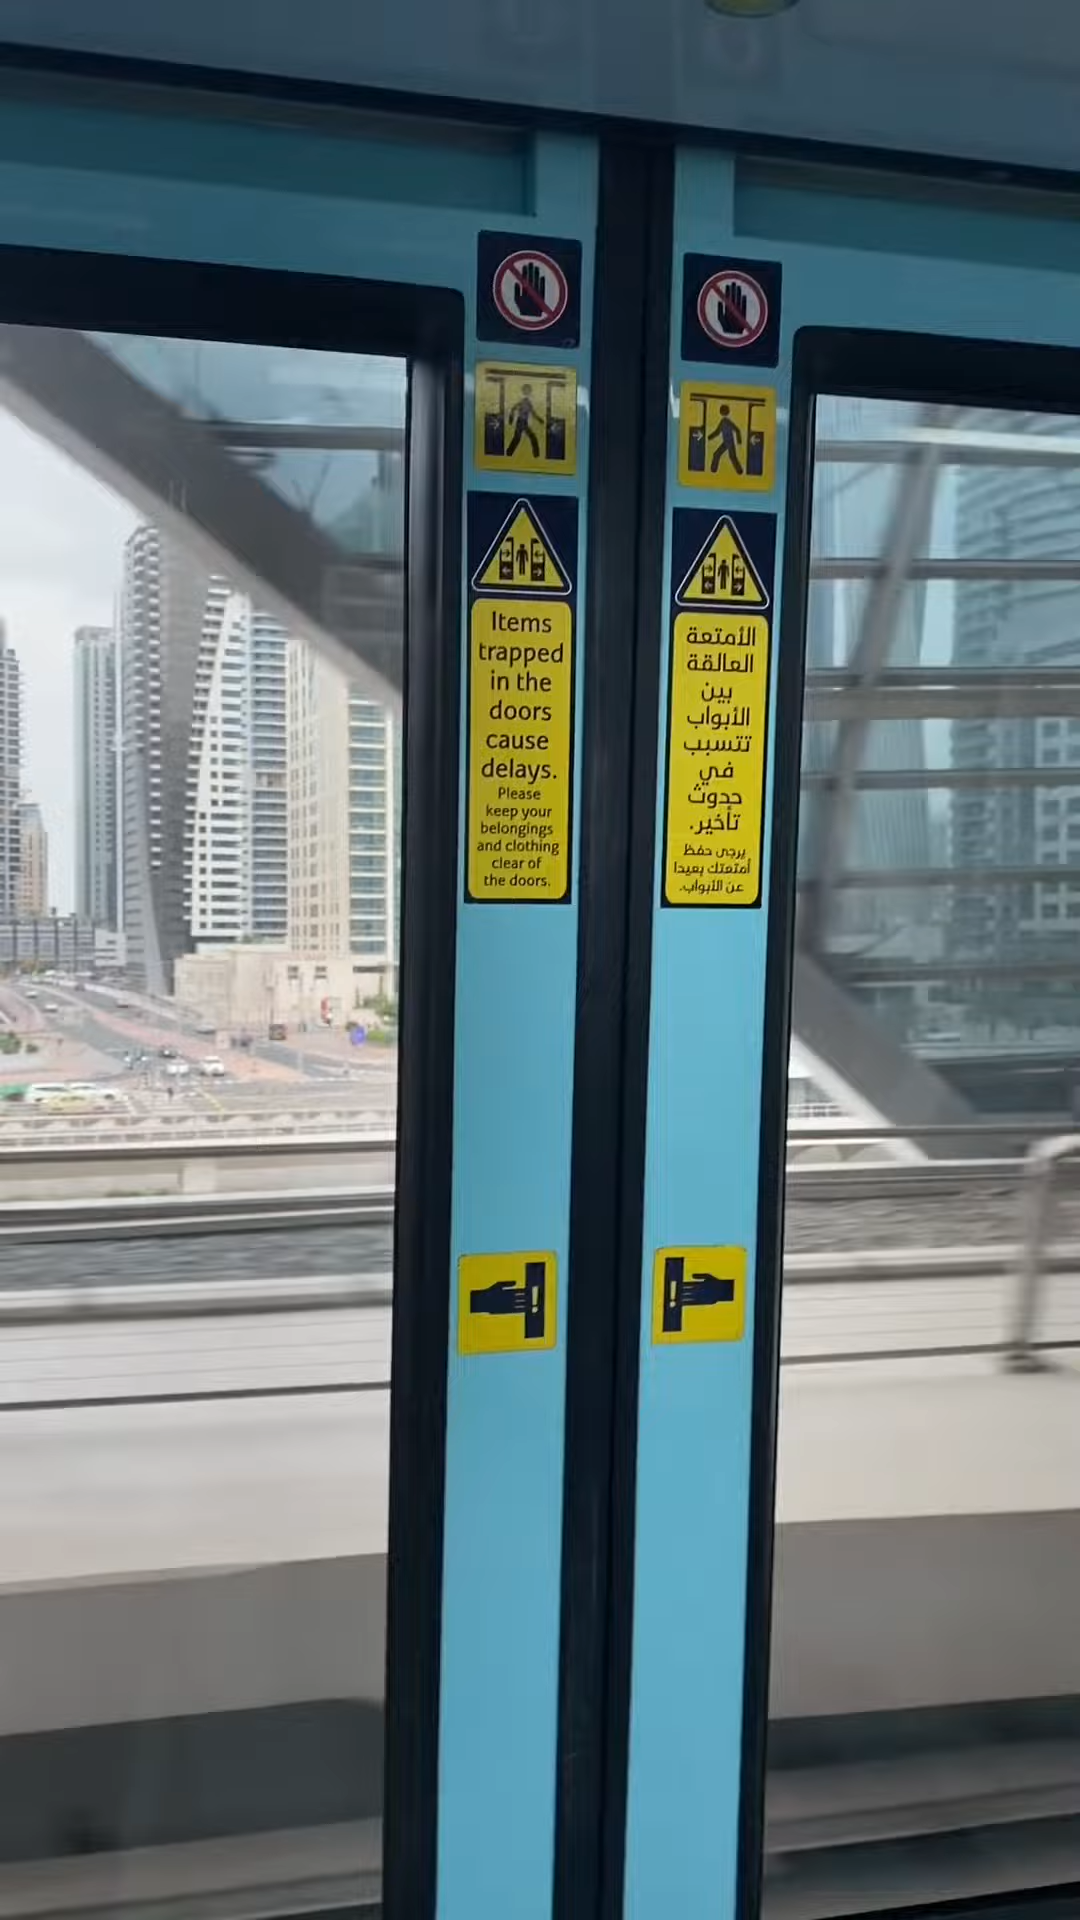 Items
trapped
in the
doors
cause
delays.
Please
keep your
belongings
and clothing
clear of
the doors.
الأمتعة
العالقة
بين
الأبواب
تتسبب
في
حدوث
تأخير.
يرجى حفظ
أمتعتك بعيدا
عن الأبواب.